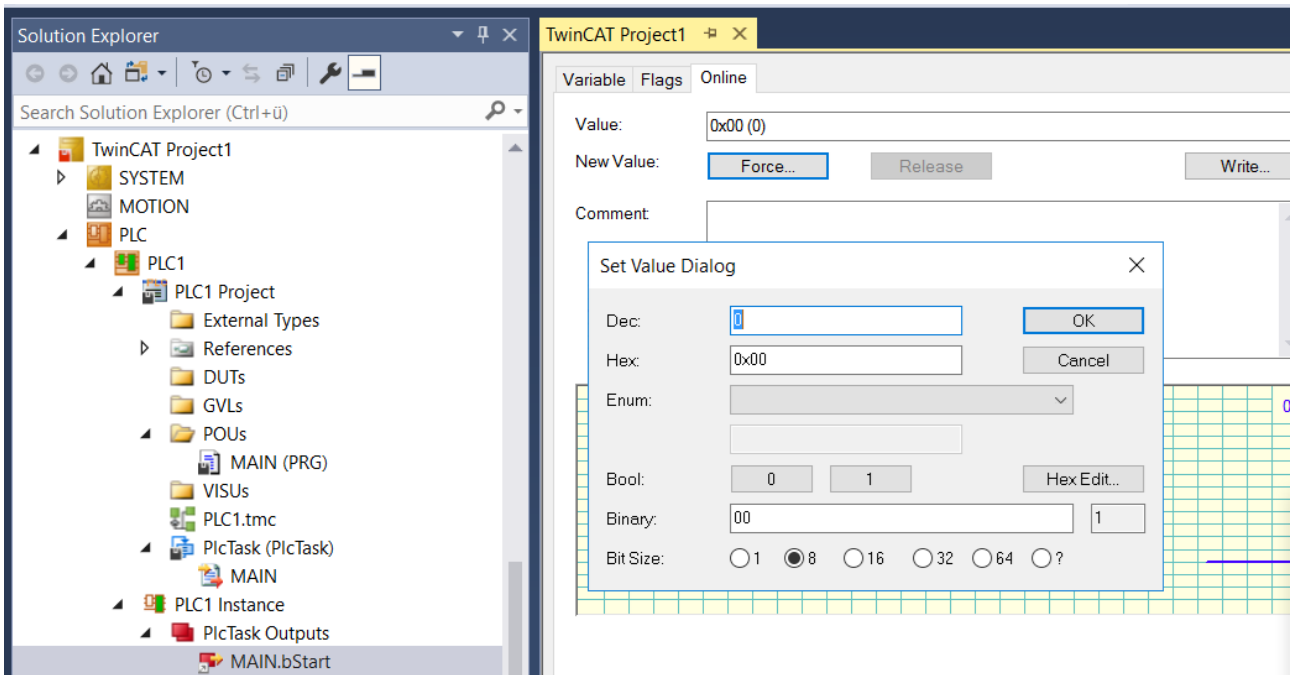 Solution Explorer
Search Solution Explorer (Ctrl+ü)
TwinCAT Project1
SYSTEM
MOTION
PLC
PLC1
PLC1 Project
External Types
References
DUTs
GVLs
POUs
MAIN (PRG)
VISUs
PLC1.tmc
PlcTask (PlcTask)
MAIN
PLC1 Instance
PlcTask Outputs
MAIN.bStart
TwinCAT Project1
Variable Flags Online
Value: 0x00 (0)
New Value: Force... Release Write...
Comment:
Set Value Dialog
Dec: 0 OK
Hex: 0x00 Cancel
Enum:
Bool: 0 1 Hex Edit...
Binary: 00 1
Bit Size: 1 8 16 32 64 ?
0